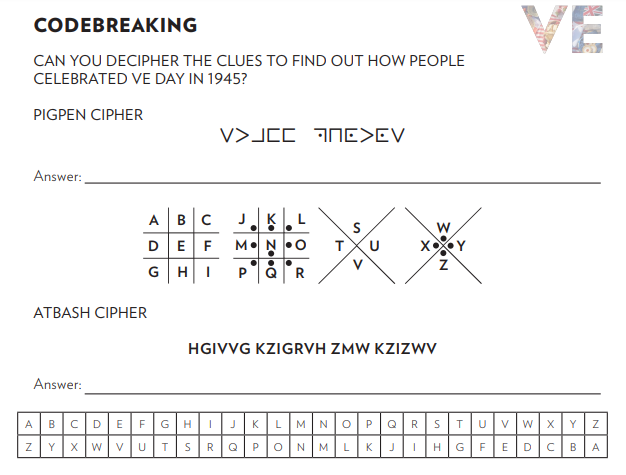 CODEBREAKING
VE
CAN YOU DECIPHER THE CLUES TO FIND OUT HOW PEOPLE
CELEBRATED VE DAY IN 1945?
PIGPEN CIPHER
Answer:
A B C J K L S W
D E F M N O T U X Y
G H I P Q R V Z
ATBASH CIPHER
HGIVVG KZIGRVH ZMW KZIZWV
Answer:
A B C D E F G H I J K L M N O P Q R S T U V W X Y Z
Z Y X W V U T S R Q P O N M L K J I H G F E D C B A